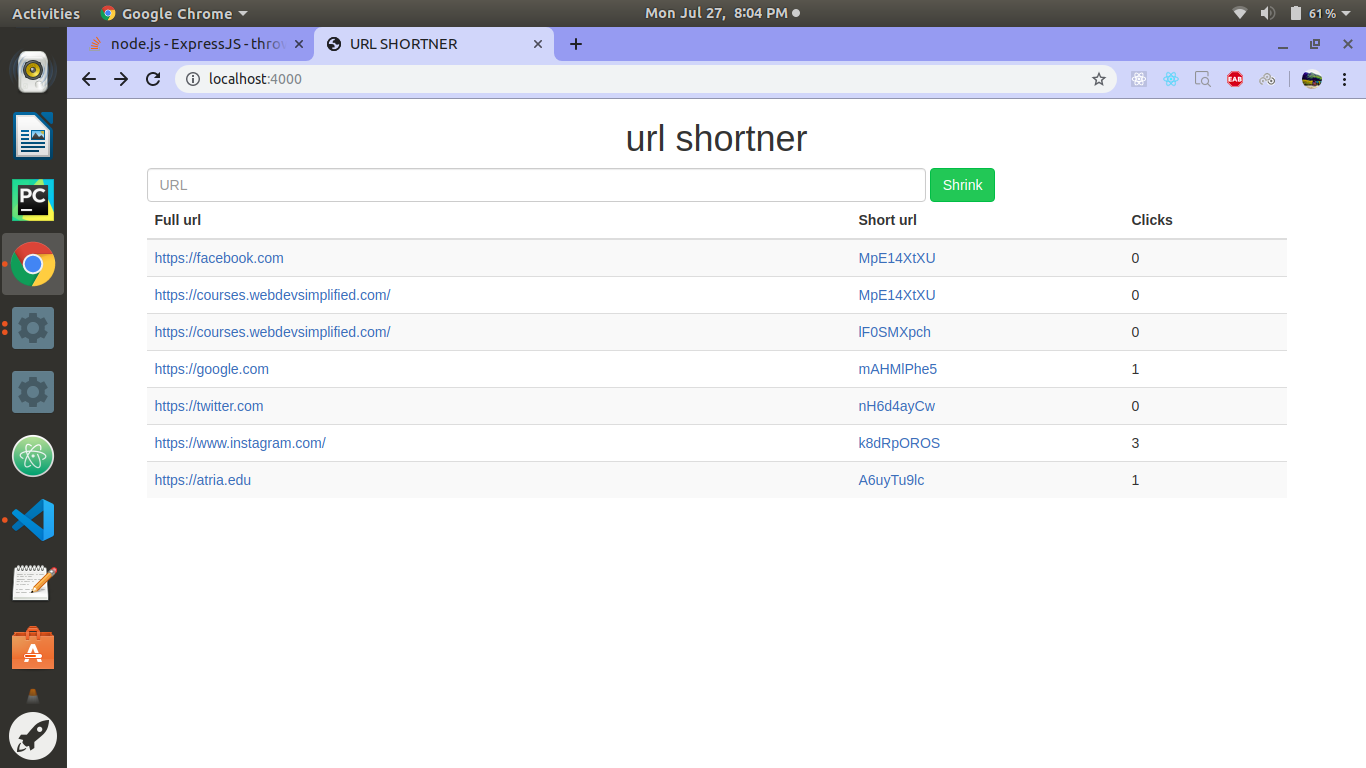 Activities Google Chrome Mon Jul 27, 8:04 PM 61%
node.js - ExpressJS - thro URL SHORTNER
localhost:4000 EAB
url shortner
URL Shrink
Full url Short url Clicks
https://facebook.com MpE14XtXU 0
https://courses.webdevsimplified.com/ MpE14XtXU 0
https://courses.webdevsimplified.com/ lF0SMXpch 0
https://google.com mAHMlPhe5 1
https://twitter.com nH6d4ayCw 0
https://www.instagram.com/ k8dRpOROS 3
https://atria.edu A6uyTu9lc 1
PC
A